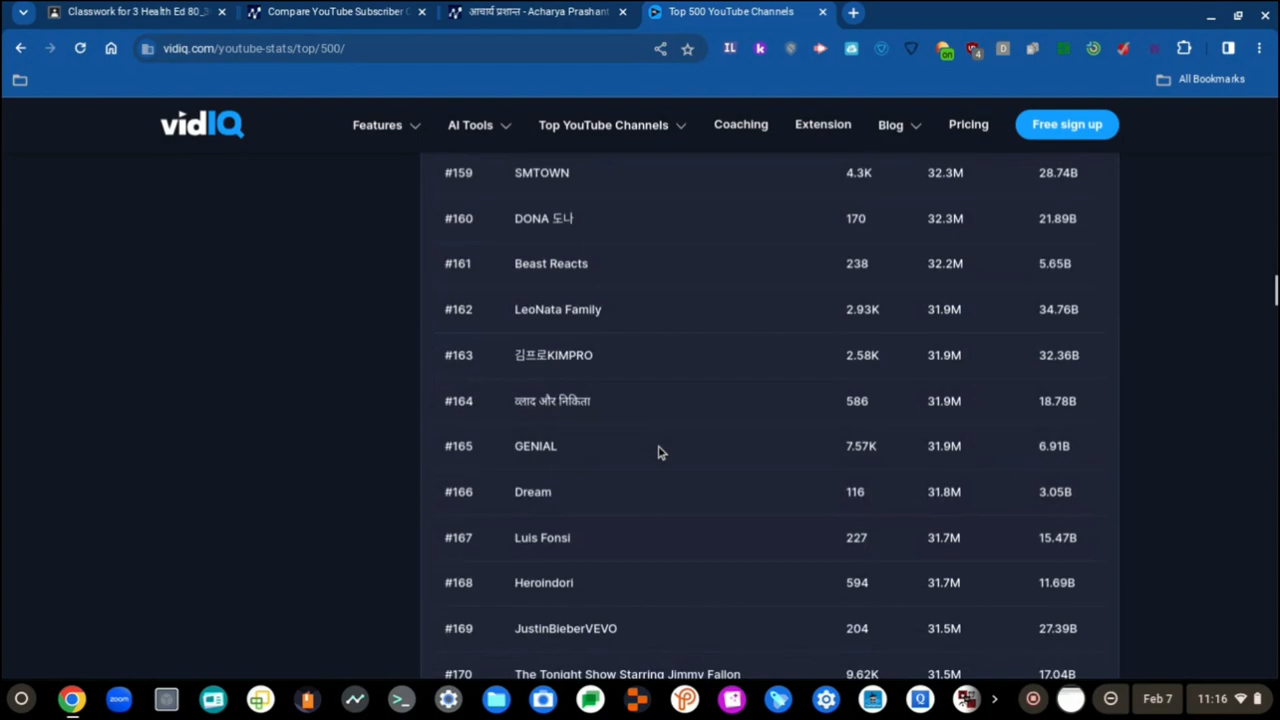 Classwork for 3 Health Ed 80_3
Compare YouTube Subscriber C
आचार्य प्रशान्त - Acharya Prashant
Top 500 YouTube Channels
vidiq.com/youtube-stats/top/500/
IL
k
on
4
D
All Bookmarks
vidIQ
Features
AI Tools
Top YouTube Channels
Coaching
Extension
Blog
Pricing
Free sign up
#159 SMTOWN 4.3K 32.3M 28.74B
#160 DONA 도나 170 32.3M 21.89B
#161 Beast Reacts 238 32.2M 5.65B
#162 LeoNata Family 2.93K 31.9M 34.76B
#163 김프로KIMPRO 2.58K 31.9M 32.36B
#164 व्लाद और निकिता 586 31.9M 18.78B
#165 GENIAL 7.57K 31.9M 6.91B
#166 Dream 116 31.8M 3.05B
#167 Luis Fonsi 227 31.7M 15.47B
#168 Heroindori 594 31.7M 11.69B
#169 JustinBieberVEVO 204 31.5M 27.39B
#170 The Tonight Show Starring Jimmy Fallon 9.62K 31.5M 17.04B
zoom
Q
Feb 7
11:16